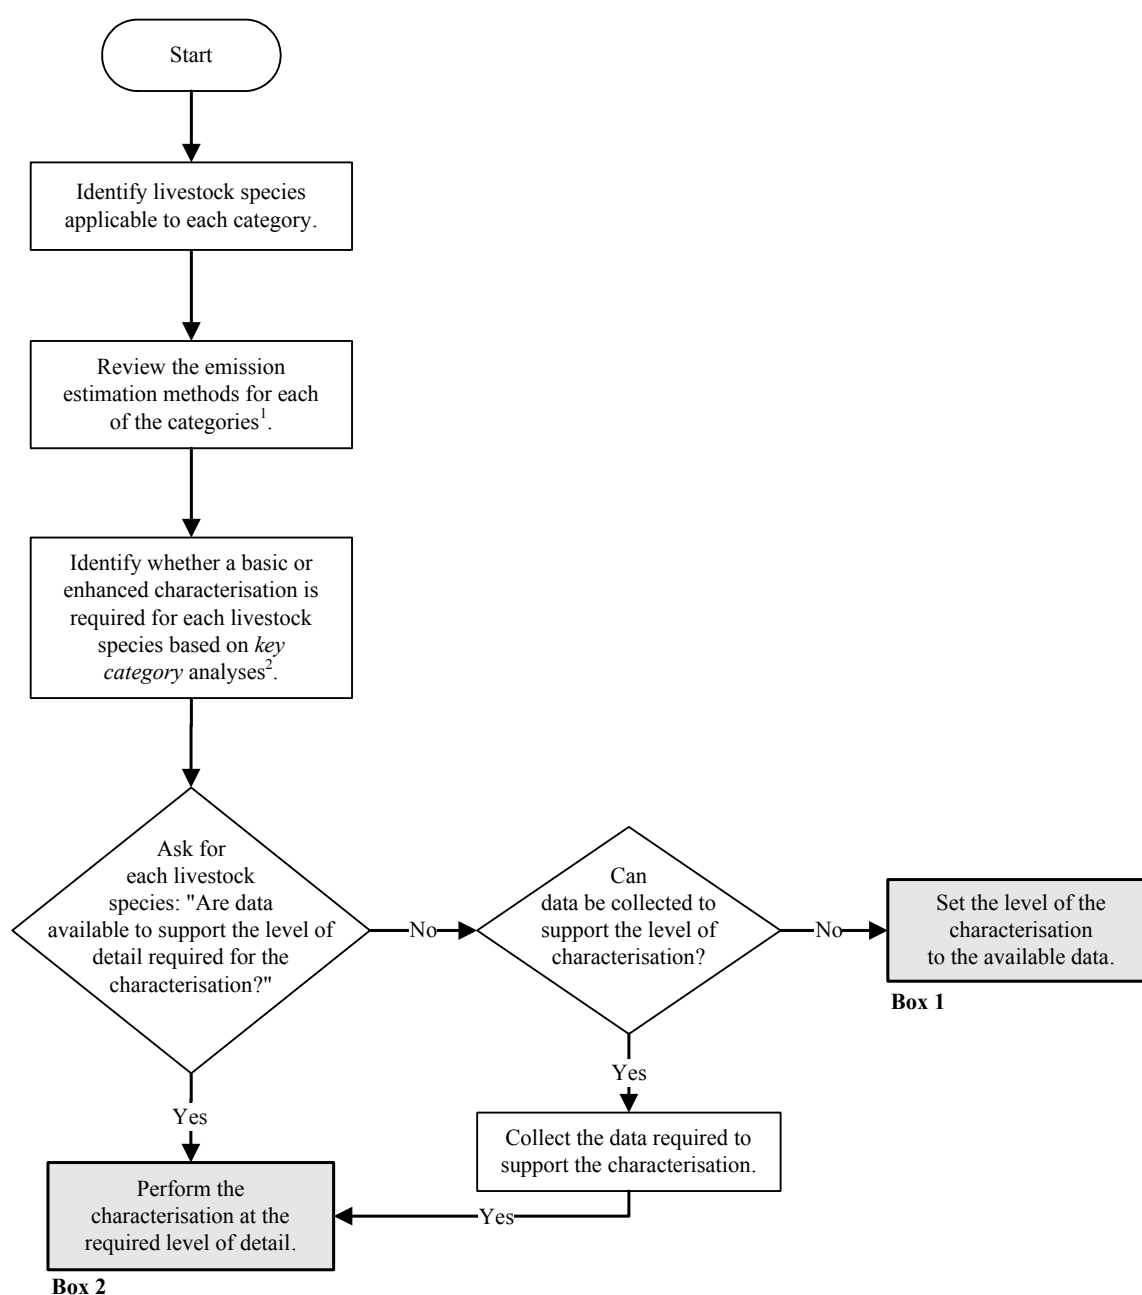 Start
Identify livestock species
applicable to each category.
Review the emission
estimation methods for each
of the categories1.
Identify whether a basic or
enhanced characterisation is
required for each livestock
species based on key
category analyses2.
Ask for
each livestock
species: "Are data
available to support the level of
detail required for the
characterisation?"
No
Can
data be collected to
support the level of
characterisation?
No
Set the level of the
characterisation
to the available data.
Box 1
Yes
Yes
Collect the data required to
support the characterisation.
Yes
Perform the
characterisation at the
required level of detail.
Box 2